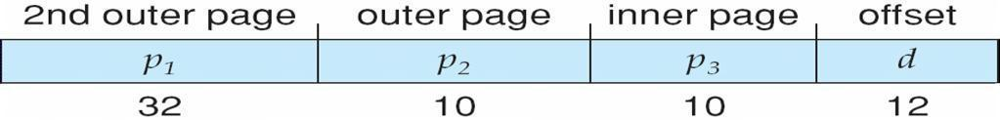 2nd outer page outer page inner page offset
p1 p2 p3 d
32 10 10 12